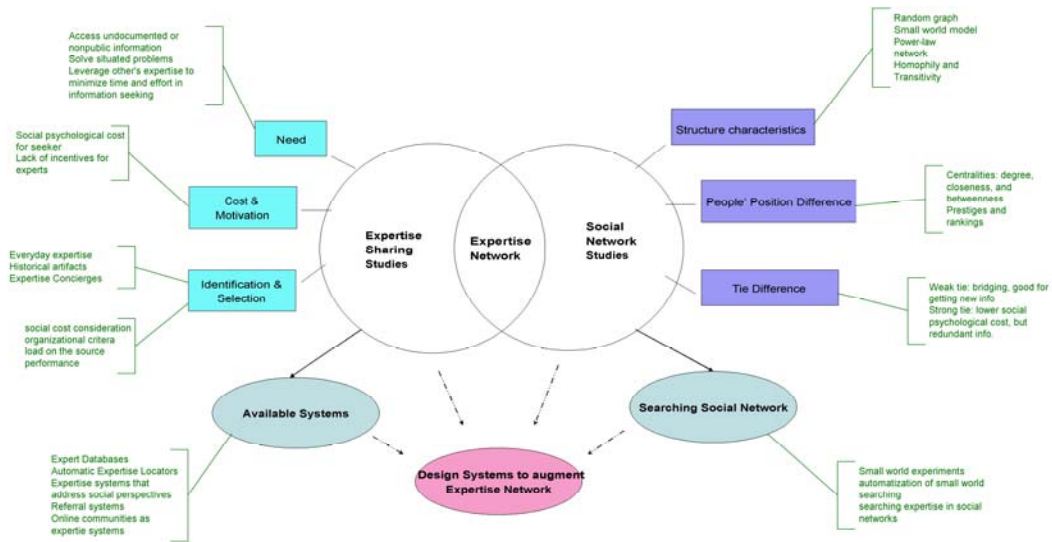 Access undocumented or
nonpublic information
Solve situated problems
Leverage other's expertise to
minimize time and effort in
information seeking
Need
Social psychological cost
for seeker
Lack of incentives for
experts
Cost &
Motivation
Everyday expertise
Historical artifacts
Expertise Concierges
Identification &
Selection
social cost consideration
organizational critera
load on the source
performance
Expertise
Sharing
Studies
Expertise
Network
Social
Network
Studies
Random graph
Small world model
Power-law
network
Homophily and
Transitivity
Structure characteristics
People' Position Difference
Centralities: degree,
closeness, and
betweenness
Prestiges and
rankings
Tie Difference
Weak tie: bridging, good for
getting new info
Strong tie: lower social
psychological cost, but
redundant info.
Available Systems
Searching Social Network
Design Systems to augment
Expertise Network
Expert Databases
Automatic Expertise Locators
Expertise systems that
address social perspectives
Referral systems
Online communities as
expertie systems
Small world experiments
automatization of small world
searching
searching expertise in social
networks